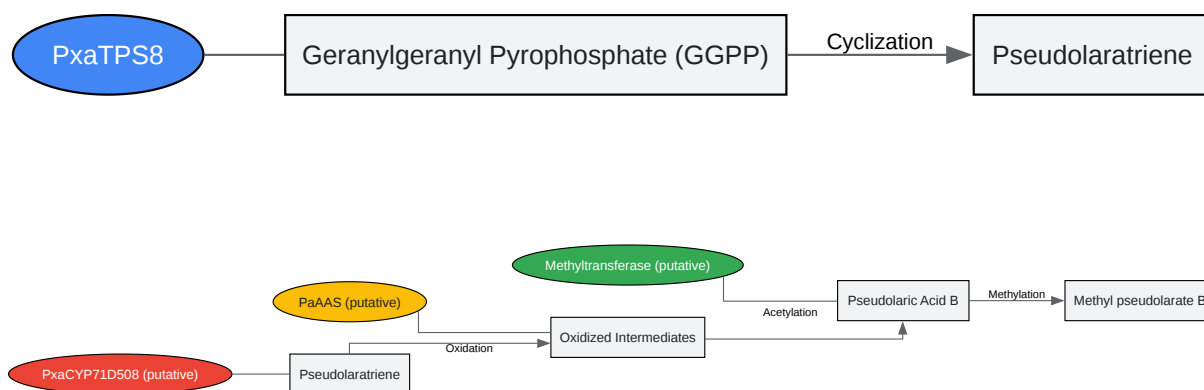 PxaTPS8
Geranylgeranyl Pyrophosphate (GGPP)
Cyclization
Pseudolaratriene
Methyltransferase (putative)
PaAAS (putative)
Pseudolaric Acid B
Methylation
Methyl pseudolarate B
Acetylation
Oxidized Intermediates
Oxidation
PxaCYP71D508 (putative)
Pseudolaratriene